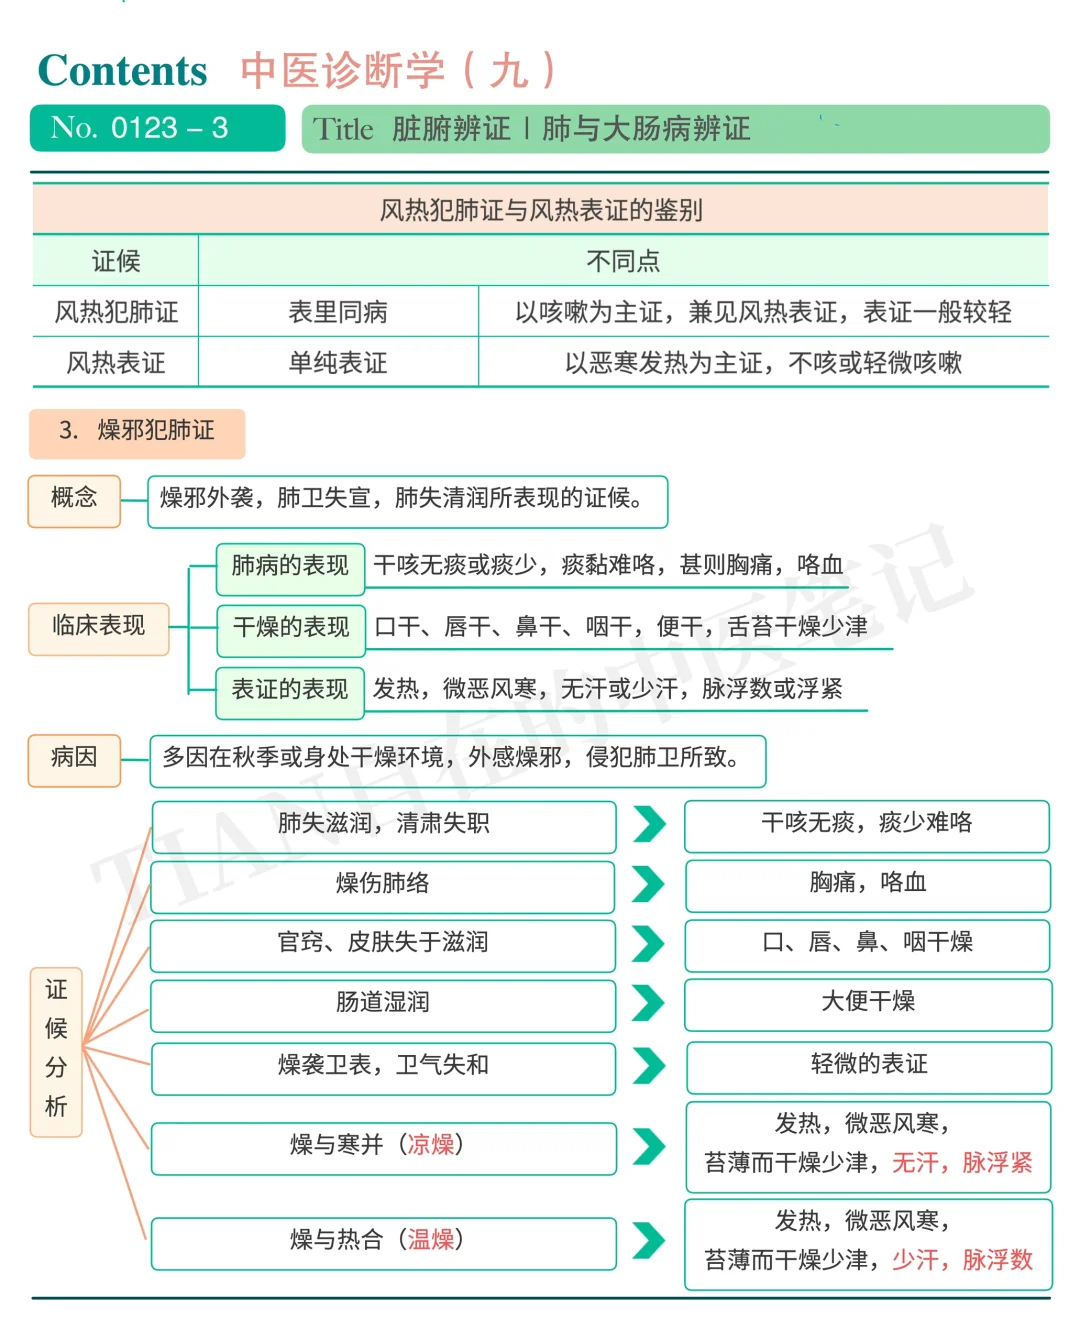 Contents 中医诊断学（九）
No. 0123 – 3
Title 脏腑辨证 | 肺与大肠病辨证
风热犯肺证与风热表证的鉴别
证候 不同点
风热犯肺证 表里同病 以咳嗽为主证，兼见风热表证，表证一般较轻
风热表证 单纯表证 以恶寒发热为主证，不咳或轻微咳嗽
3. 燥邪犯肺证
概念 燥邪外袭，肺卫失宣，肺失清润所表现的证候。
临床表现
肺病的表现 干咳无痰或痰少，痰黏难咯，甚则胸痛，咯血
干燥的表现 口干、唇干、鼻干、咽干，便干，舌苔干燥少津
表证的表现 发热，微恶风寒，无汗或少汗，脉浮数或浮紧
病因 多因在秋季或身处干燥环境，外感燥邪，侵犯肺卫所致。
证候分析
肺失滋润，清肃失职 干咳无痰，痰少难咯
燥伤肺络 胸痛，咯血
官窍、皮肤失于滋润 口、唇、鼻、咽干燥
肠道湿润 大便干燥
燥袭卫表，卫气失和 轻微的表证
燥与寒并（凉燥） 发热，微恶风寒，
苔薄而干燥少津，无汗，脉浮紧
燥与热合（温燥） 发热，微恶风寒，
苔薄而干燥少津，少汗，脉浮数
TIAN自在的中医笔记